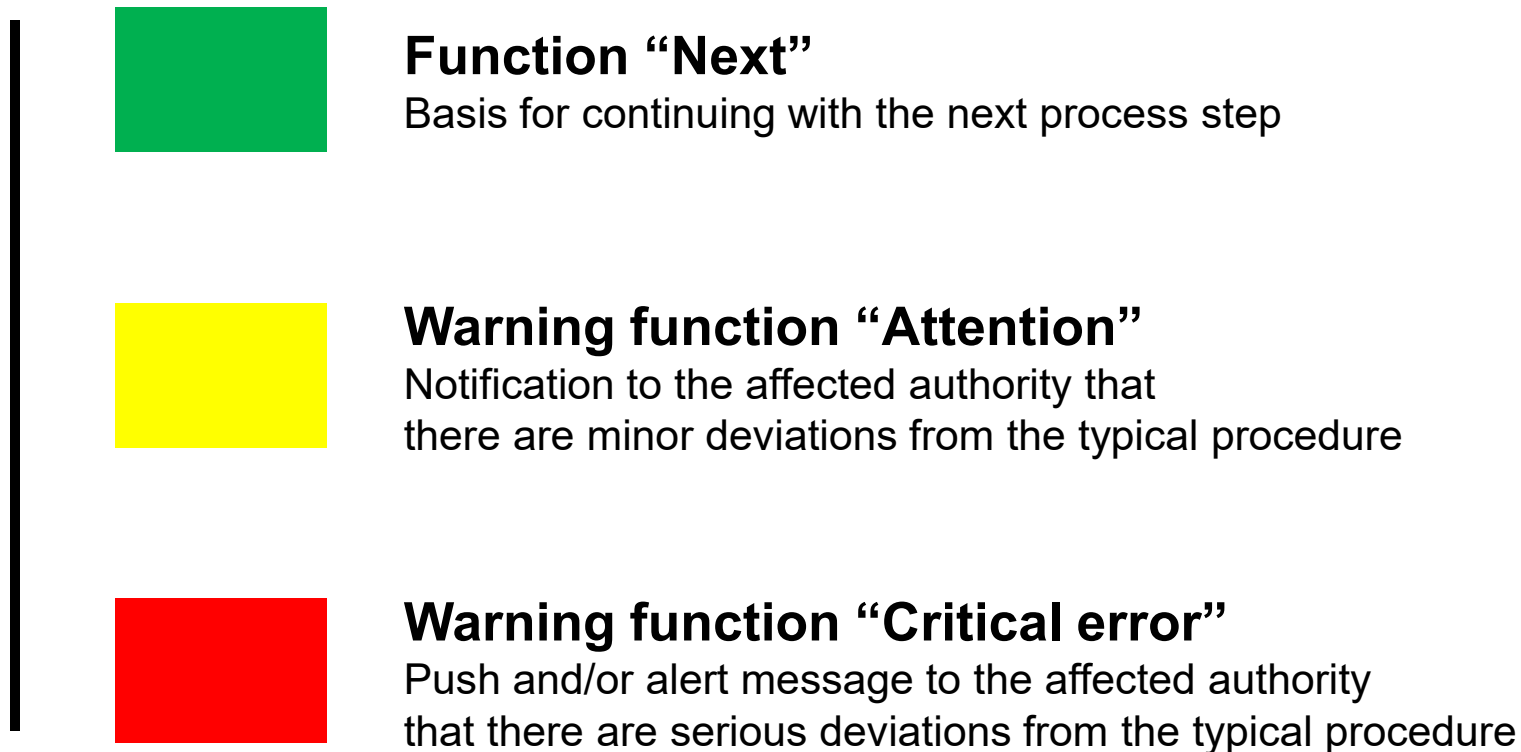 Function “Next”
Basis for continuing with the next process step
Warning function “Attention”
Notification to the affected authority that
there are minor deviations from the typical procedure
Warning function “Critical error”
Push and/or alert message to the affected authority
that there are serious deviations from the typical procedure